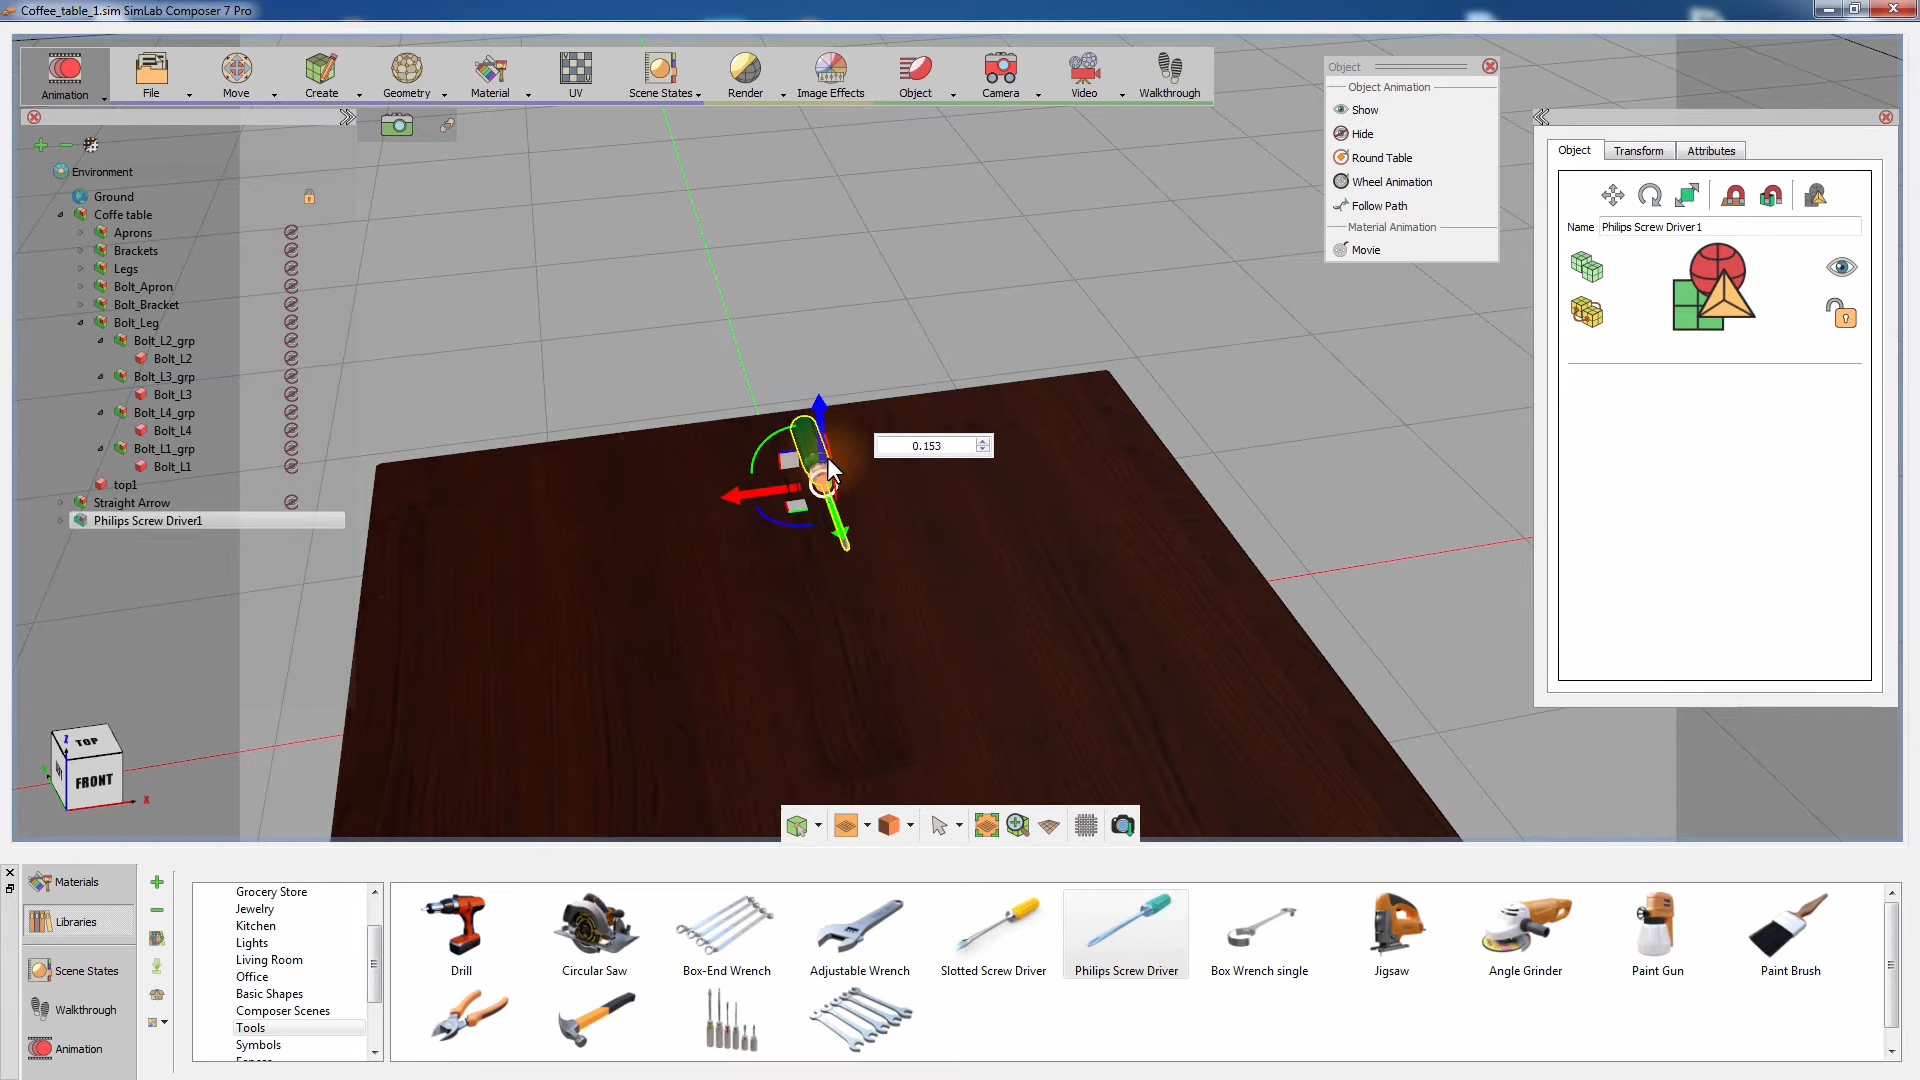 Coffee_table_1.sim SimLab Composer 7 Pro
Animation
File
Move
Create
Geometry
Material
UV
Scene States
Render
Image Effects
Object
Camera
Video
Walkthrough
Environment
Ground
Coffe table
Aprons
Brackets
Legs
Bolt_Apron
Bolt_Bracket
Bolt_Leg
Bolt_L2_grp
Bolt_L2
Bolt_L3_grp
Bolt_L3
Bolt_L4_grp
Bolt_L4
Bolt_L1_grp
Bolt_L1
top1
Straight Arrow
Philips Screw Driver1
0.153
Object
Object Animation
Show
Hide
Round Table
Wheel Animation
Follow Path
Material Animation
Movie
Object
Transform
Attributes
Name Philips Screw Driver1
TOP
FRONT
Z
X
Materials
Libraries
Scene States
Walkthrough
Animation
Grocery Store
Jewelry
Kitchen
Lights
Living Room
Office
Basic Shapes
Composer Scenes
Tools
Symbols
Drill
Circular Saw
Box-End Wrench
Adjustable Wrench
Slotted Screw Driver
Philips Screw Driver
Box Wrench single
Jigsaw
Angle Grinder
Paint Gun
Paint Brush